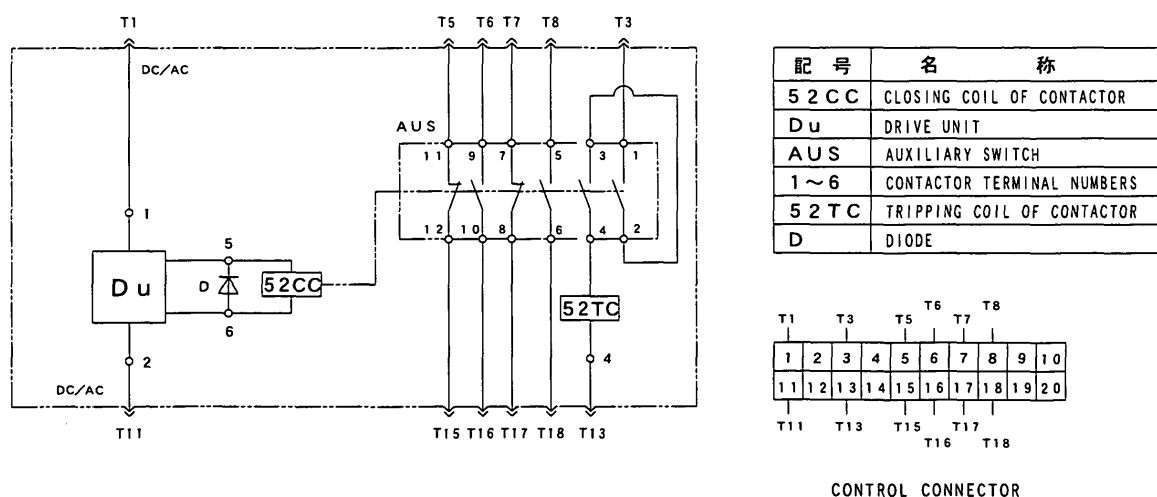 T1 T5 T6 T7 T8 T3
DC/AC
AUS
11 9 7 5 3 1
12 10 8 6 4 2
1
5
Du D 52CC
6
52TC
2 4
DC/AC
T11 T15 T16 T17 T18 T13
記 号 名 称
52CC CLOSING COIL OF CONTACTOR
Du DRIVE UNIT
AUS AUXILIARY SWITCH
1~6 CONTACTOR TERMINAL NUMBERS
52TC TRIPPING COIL OF CONTACTOR
D DIODE
T6
T1 T3 T5 T7 T8
1 2 3 4 5 6 7 8 9 10
11 12 13 14 15 16 17 18 19 20
T11 T13 T15 T17
T16 T18
CONTROL CONNECTOR